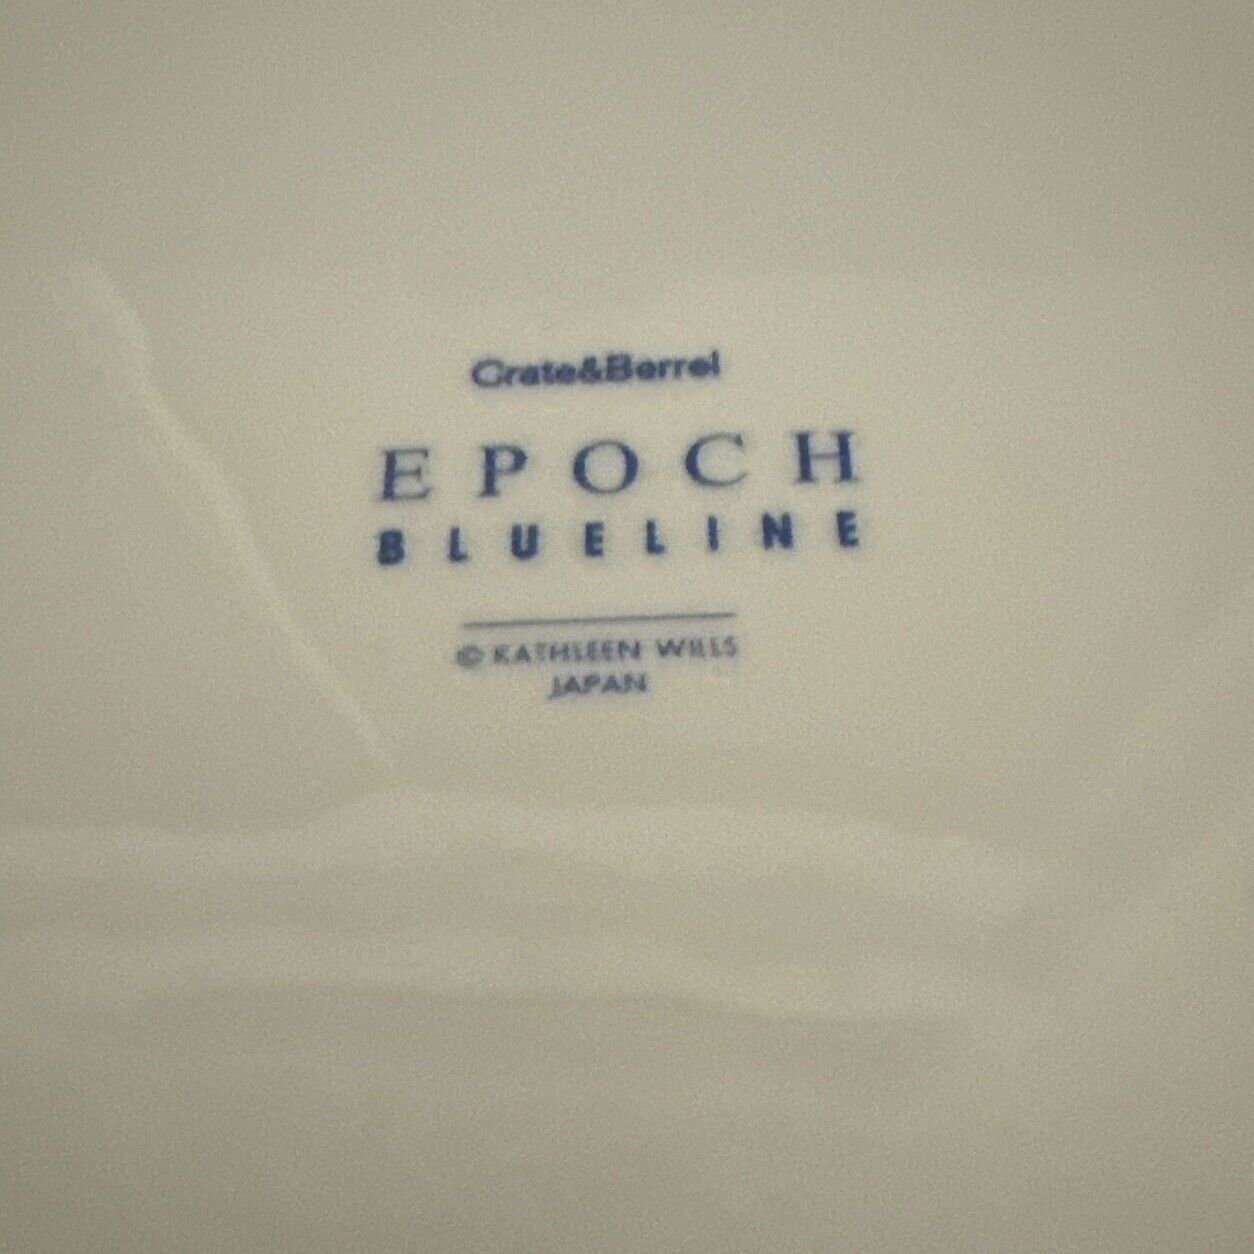 Crate&Barrel
EPOCH
BLUELINE
© KATHLEEN WILLS
JAPAN